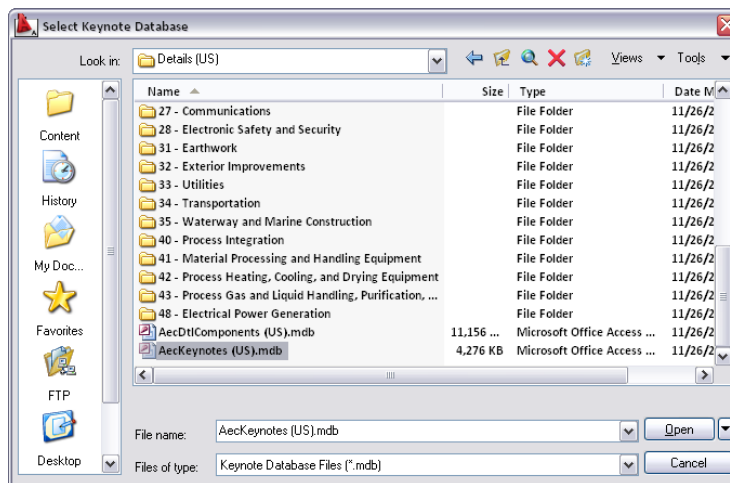 Select Keynote Database
Look in: Details (US) Views Tools
Name Size Type Date M
27 - Communications File Folder 11/26/2
28 - Electronic Safety and Security File Folder 11/26/2
31 - Earthwork File Folder 11/26/2
32 - Exterior Improvements File Folder 11/26/2
33 - Utilities File Folder 11/26/2
34 - Transportation File Folder 11/26/2
35 - Waterway and Marine Construction File Folder 11/26/2
40 - Process Integration File Folder 11/26/2
41 - Material Processing and Handling Equipment File Folder 11/26/2
42 - Process Heating, Cooling, and Drying Equipment File Folder 11/26/2
43 - Process Gas and Liquid Handling, Purification, ... File Folder 11/26/2
48 - Electrical Power Generation File Folder 11/26/2
AecDtlComponents (US).mdb 11,156 ... Microsoft Office Access ... 11/26/2
AecKeynotes (US).mdb 4,276 KB Microsoft Office Access ... 11/26/2
Content
History
My Doc...
Favorites
FTP
Desktop
File name: AecKeynotes (US).mdb Open
Files of type: Keynote Database Files (*.mdb) Cancel